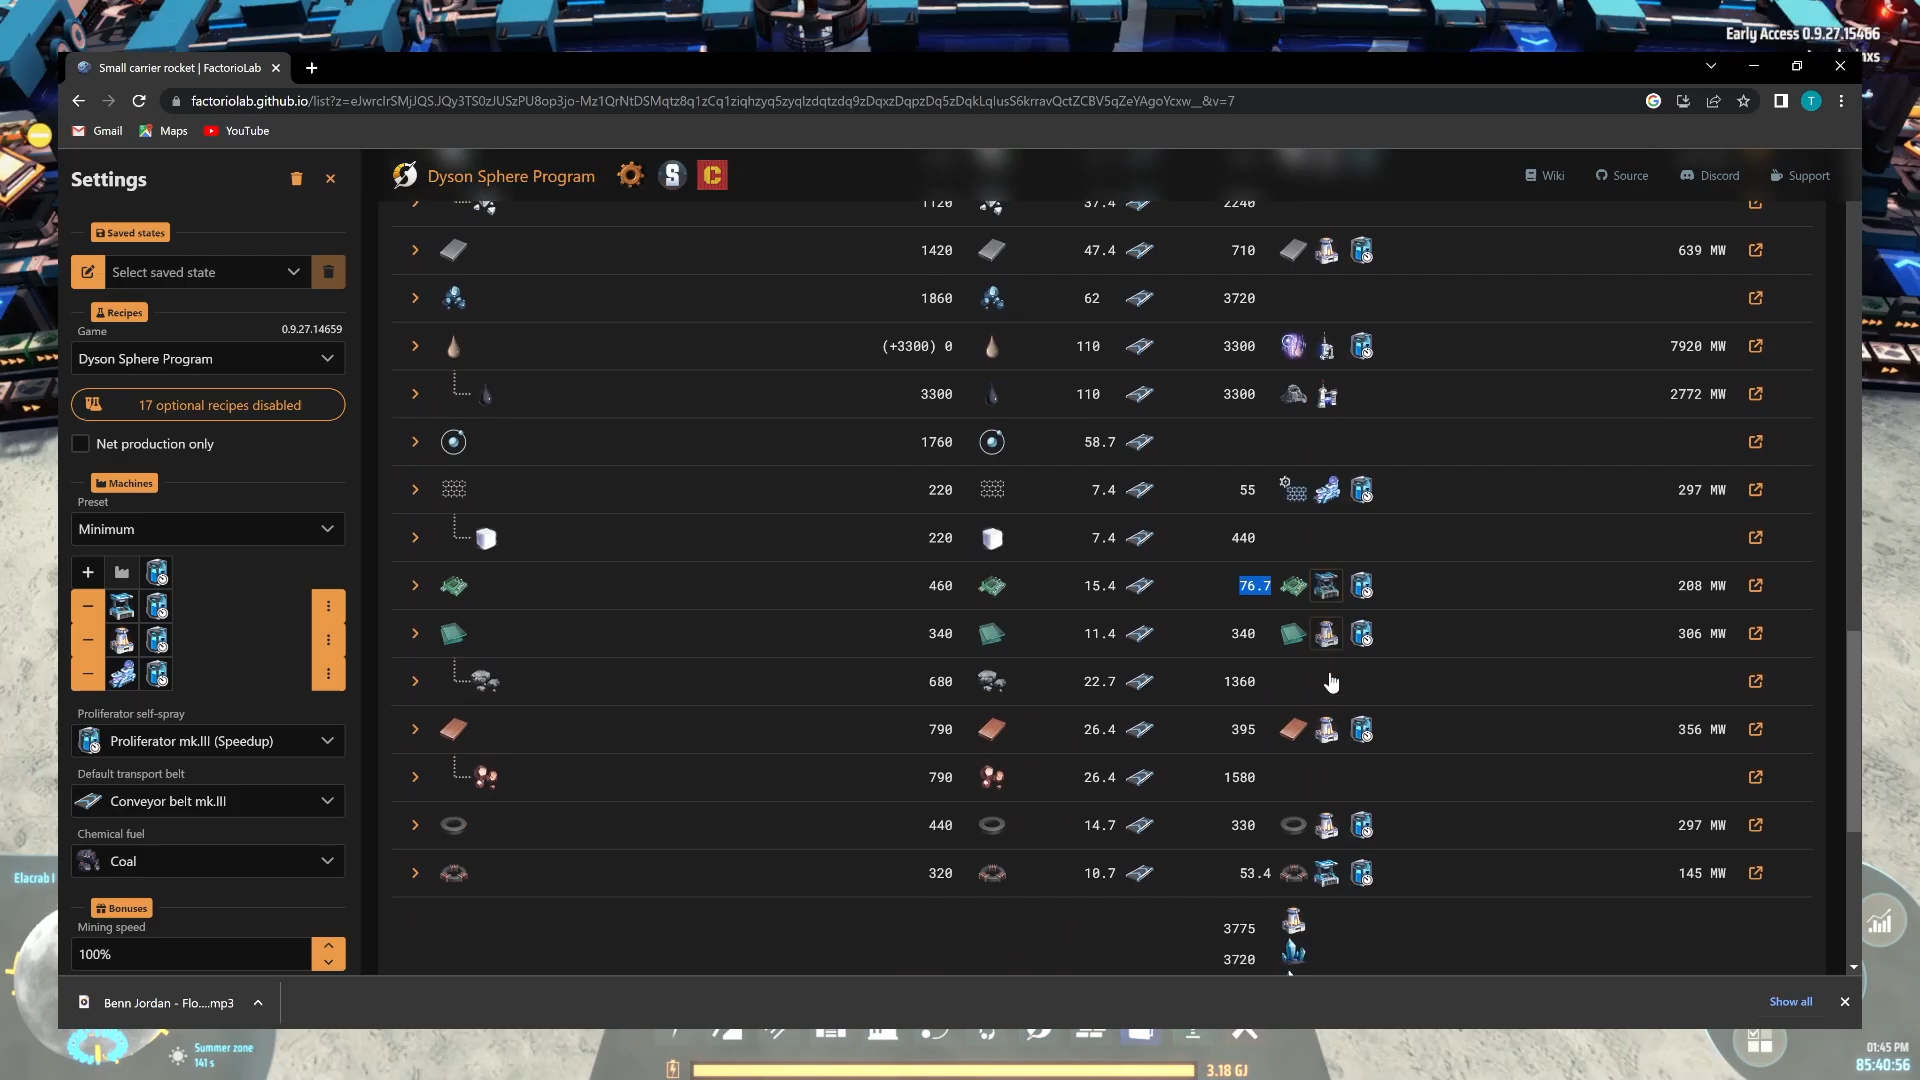 Early Access 0.9.27.15466
Small carrier rocket | FactorioLab
factoriolab.github.io/list?z=eJwrcIrSMjJQSJQy3TS0zJUSzPU8op3jo-Mz1QrNtDSMqtz8q1zCq1ziqhzyq5zyqlzdqtzdq9zDqxzDqpzDq5zDqkLqlusS6krravQctZCBV5qZeYAgoYcxw__&v=7
T
Gmail
Maps
YouTube
Settings
Dyson Sphere Program
Wiki
Source
Discord
Support
Saved states
Select saved state
Recipes
Game
0.9.27.14659
Dyson Sphere Program
17 optional recipes disabled
Net production only
Machines
Preset
Minimum
Proliferator self-spray
Proliferator mk.III (Speedup)
Default transport belt
Conveyor belt mk.III
Chemical fuel
Coal
Bonuses
Mining speed
100%
1120 37.4 2240
1420 47.4 710 639 MW
1860 62 3720
(+3300) 0 110 3300 7920 MW
3300 110 3300 2772 MW
1760 58.7
220 7.4 55 297 MW
220 7.4 440
460 15.4 76.7 208 MW
340 11.4 340 306 MW
680 22.7 1360
790 26.4 395 356 MW
790 26.4 1580
440 14.7 330 297 MW
320 10.7 53.4 145 MW
3775
3720
Benn Jordan - Flo....mp3
Show all
Elacrab I
Summer zone
141 s
3.18 GJ
01:45 PM
85:40:56